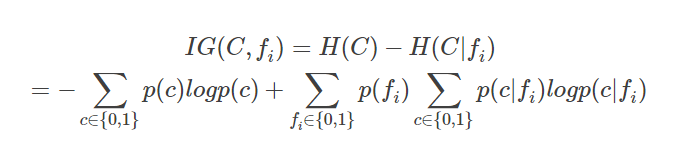 IG(C, f_i) = H(C) − H(C|f_i)
= − ∑_{c∈{0,1}} p(c)logp(c) + ∑_{f_i∈{0,1}} p(f_i) ∑_{c∈{0,1}} p(c|f_i)logp(c|f_i)